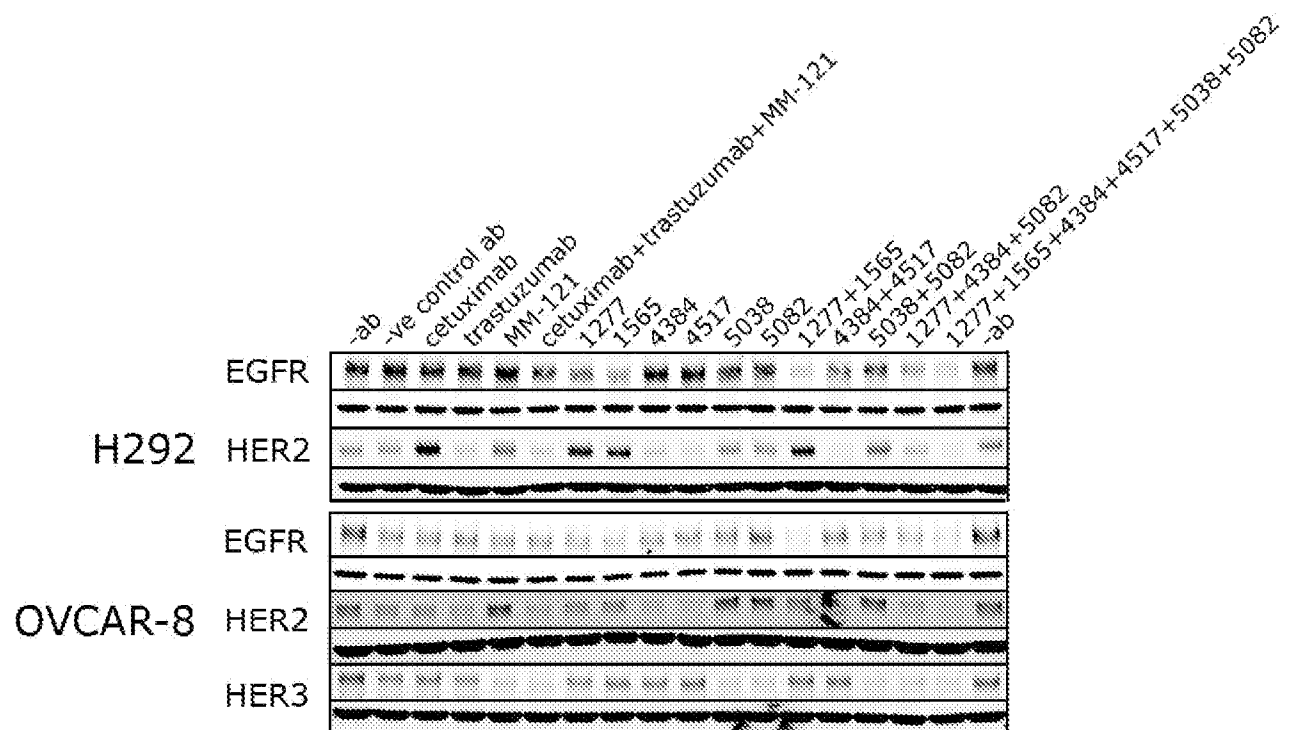 -ab
-ve control ab
cetuximab
trastuzumab
MM-121
cetuximab+trastuzumab+MM-121
1277
1565
4384
4517
5038
5082
1277+1565
4384+4517
5038+5082
1277+4384+5082
1277+1565+4384+4517+5038+5082
-ab
H292
EGFR
HER2
OVCAR-8
EGFR
HER2
HER3